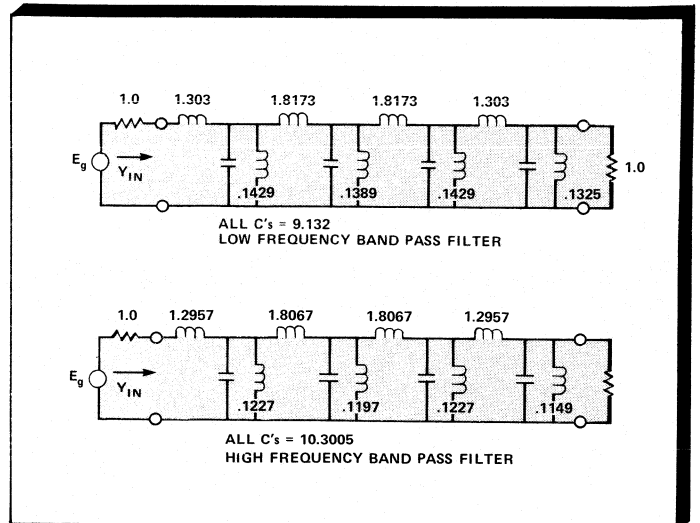 1.0 1.303 1.8173 1.8173 1.303
Eg YIN
.1429 .1389 .1429 .1325 1.0
ALL C's = 9.132
LOW FREQUENCY BAND PASS FILTER
1.0 1.2957 1.8067 1.8067 1.2957
Eg YIN
.1227 .1197 .1227 .1149
ALL C's = 10.3005
HIGH FREQUENCY BAND PASS FILTER